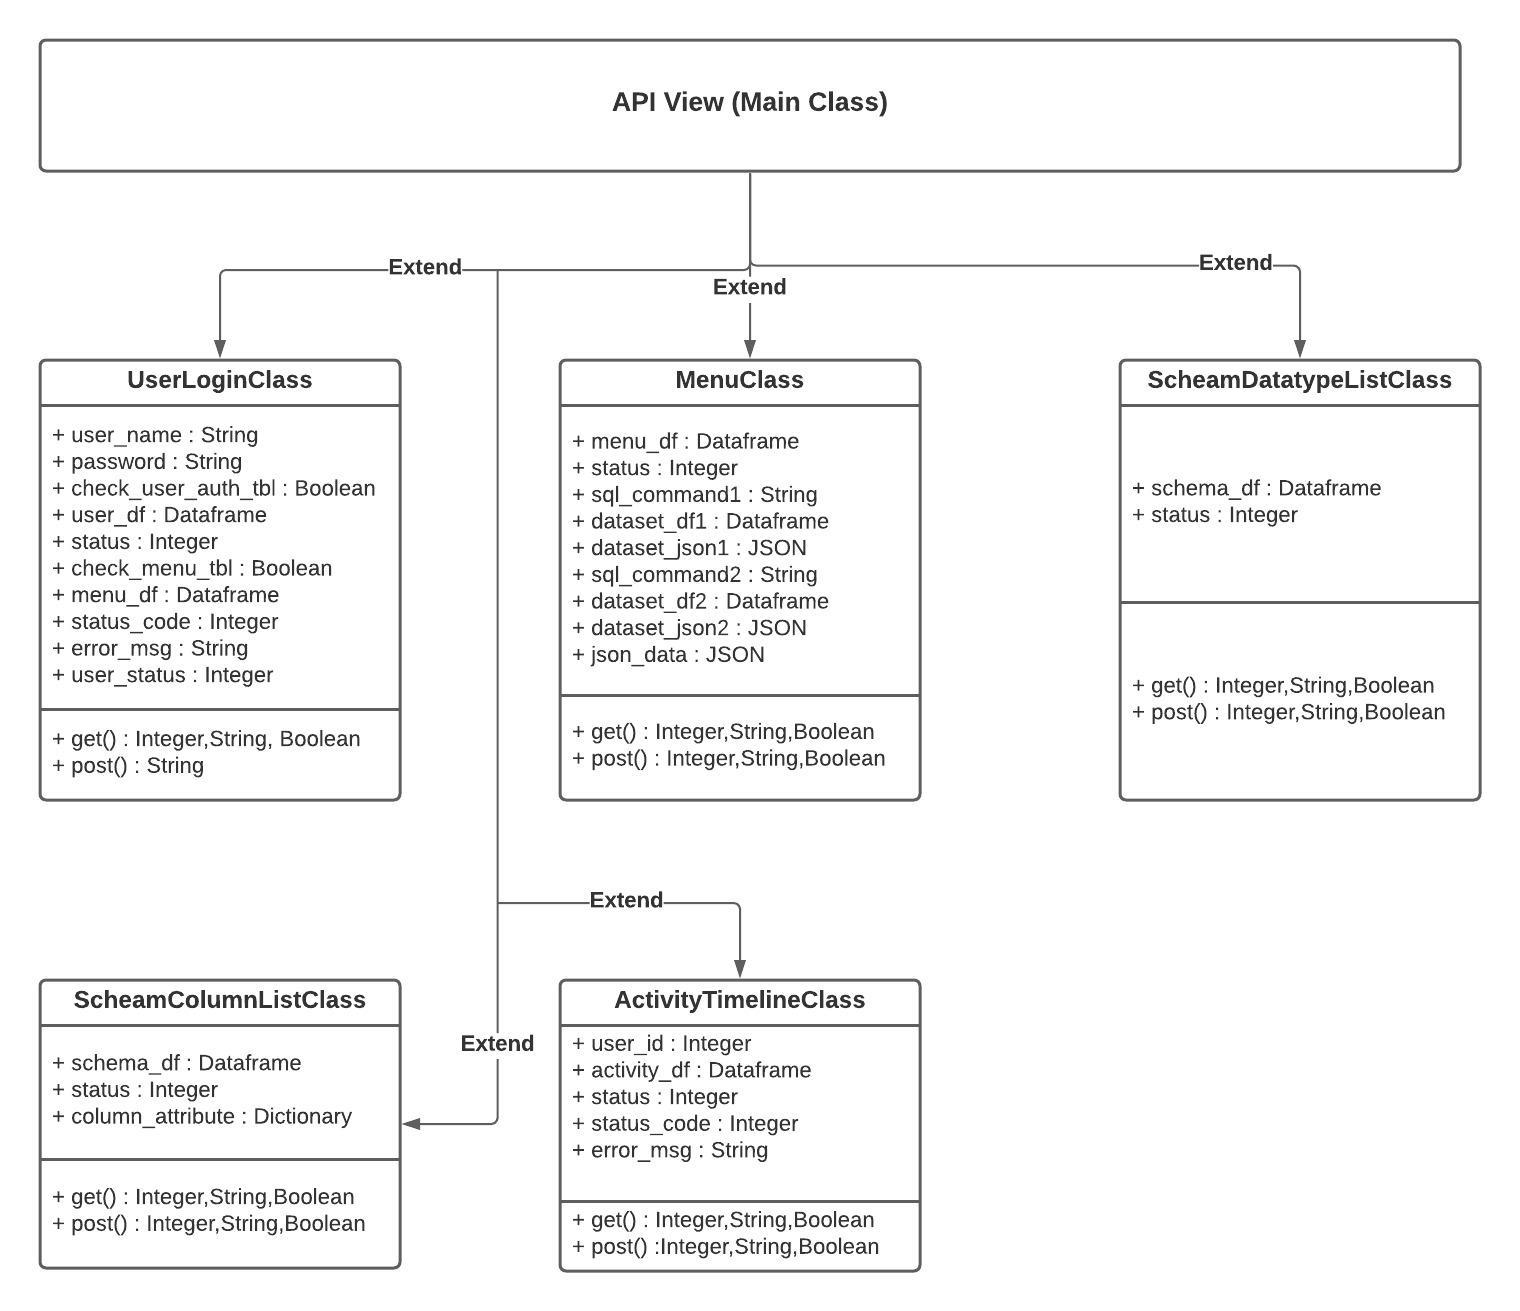 API View (Main Class)
Extend
Extend
Extend
UserLoginClass
+ user_name : String
+ password : String
+ check_user_auth_tbl : Boolean
+ user_df : Dataframe
+ status : Integer
+ check_menu_tbl : Boolean
+ menu_df : Dataframe
+ status_code : Integer
+ error_msg : String
+ user_status : Integer
+ get() : Integer,String, Boolean
+ post() : String
MenuClass
+ menu_df : Dataframe
+ status : Integer
+ sql_command1 : String
+ dataset_df1 : Dataframe
+ dataset_json1 : JSON
+ sql_command2 : String
+ dataset_df2 : Dataframe
+ dataset_json2 : JSON
+ json_data : JSON
+ get() : Integer,String,Boolean
+ post() : Integer,String,Boolean
ScheamDatatypeListClass
+ schema_df : Dataframe
+ status : Integer
+ get() : Integer,String,Boolean
+ post() : Integer,String,Boolean
Extend
Extend
ScheamColumnListClass
+ schema_df : Dataframe
+ status : Integer
+ column_attribute : Dictionary
+ get() : Integer,String,Boolean
+ post() : Integer,String,Boolean
ActivityTimelineClass
+ user_id : Integer
+ activity_df : Dataframe
+ status : Integer
+ status_code : Integer
+ error_msg : String
+ get() : Integer,String,Boolean
+ post() :Integer,String,Boolean